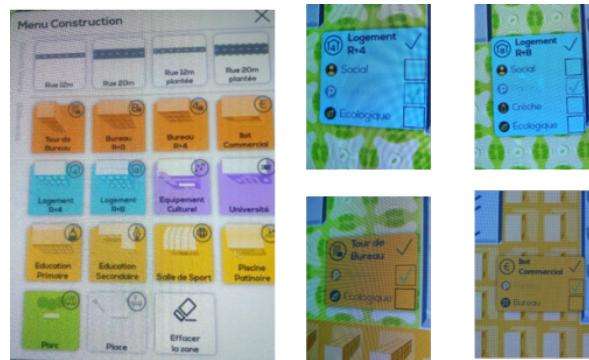 Menu Construction
Rue 12m
Rue 20m
Rue 12m
plantée
Rue 20m
plantée
Tour de
Bureau
Bureau
R+8
Bureau
R+4
Ilot
Commercial
€
Logement
R+4
Logement
R+8
Equipement
Culturel
Université
Education
Primaire
Education
Secondaire
Salle de Sport
Piscine
Patinoire
Parc
Place
Effacer
la zone
Logement
R+4
Social
P
Ecologique
Logement
R+8
Social
P
Crèche
Ecologique
Tour de
Bureau
P
Ecologique
€
Ilot
Commercial
P
Bureau